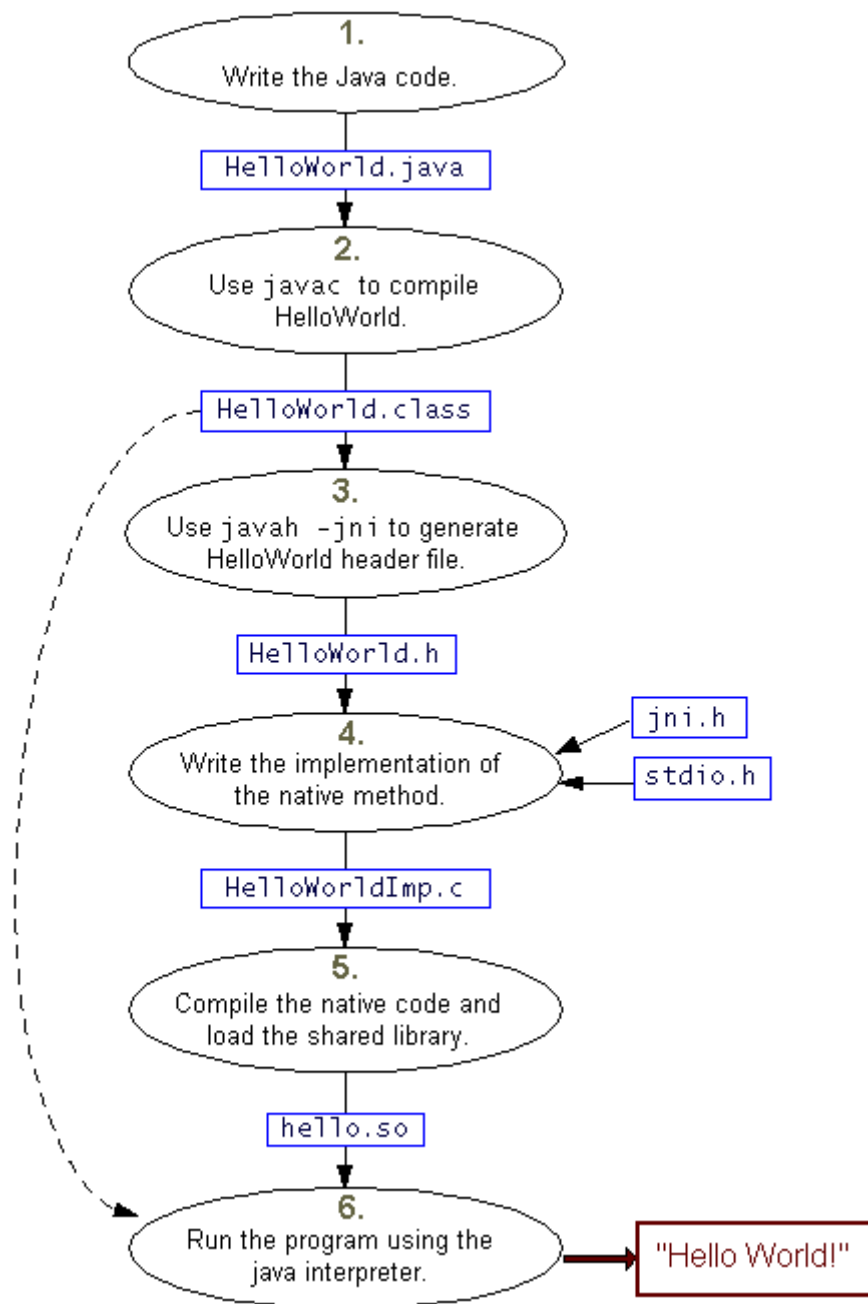 1.
Write the Java code.
HelloWorld.java
2.
Use javac to compile
HelloWorld.
HelloWorld.class
3.
Use javah -jni to generate
HelloWorld header file.
HelloWorld.h
4.
Write the implementation of
the native method.
jni.h
stdio.h
HelloWorldImp.c
5.
Compile the native code and
load the shared library.
hello.so
6.
Run the program using the
java interpreter.
"Hello World!"